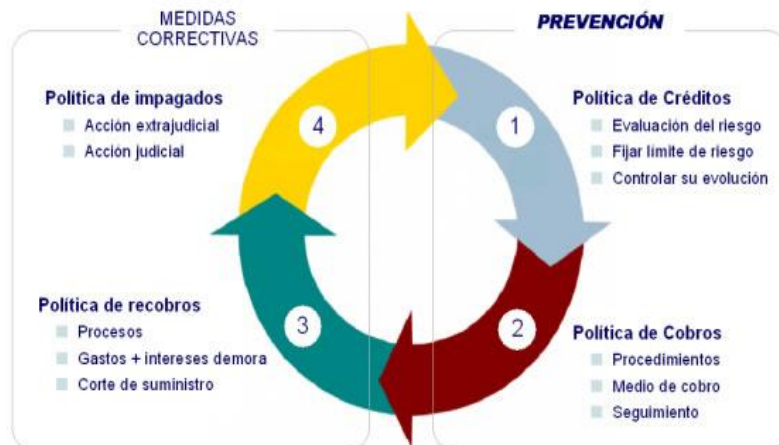 MEDIDAS
CORRECTIVAS
PREVENCIÓN
Política de impagados
Acción extrajudicial
Acción judicial
4
1
Política de Créditos
Evaluación del riesgo
Fijar límite de riesgo
Controlar su evolución
Política de recobros
Procesos
Gastos + intereses demora
Corte de suministro
3
2
Política de Cobros
Procedimientos
Medio de cobro
Seguimiento